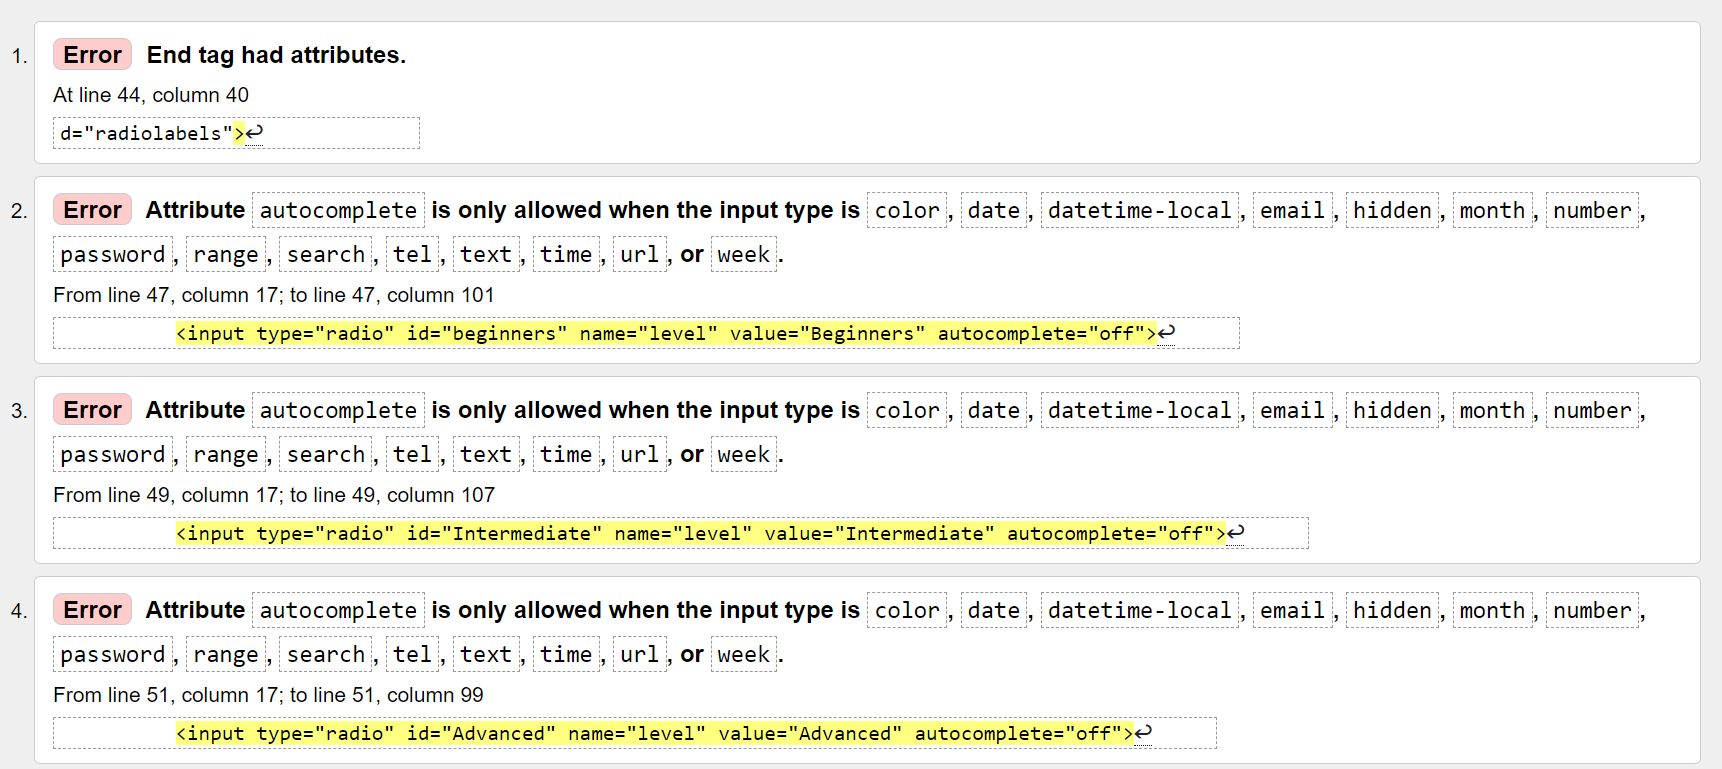 1. Error End tag had attributes.
At line 44, column 40
d="radiolabels">↩
2. Error Attribute autocomplete is only allowed when the input type is color, date, datetime-local, email, hidden, month, number,
password, range, search, tel, text, time, url, or week.
From line 47, column 17; to line 47, column 101
<input type="radio" id="beginners" name="level" value="Beginners" autocomplete="off">↩
3. Error Attribute autocomplete is only allowed when the input type is color, date, datetime-local, email, hidden, month, number,
password, range, search, tel, text, time, url, or week.
From line 49, column 17; to line 49, column 107
<input type="radio" id="Intermediate" name="level" value="Intermediate" autocomplete="off">↩
4. Error Attribute autocomplete is only allowed when the input type is color, date, datetime-local, email, hidden, month, number,
password, range, search, tel, text, time, url, or week.
From line 51, column 17; to line 51, column 99
<input type="radio" id="Advanced" name="level" value="Advanced" autocomplete="off">↩